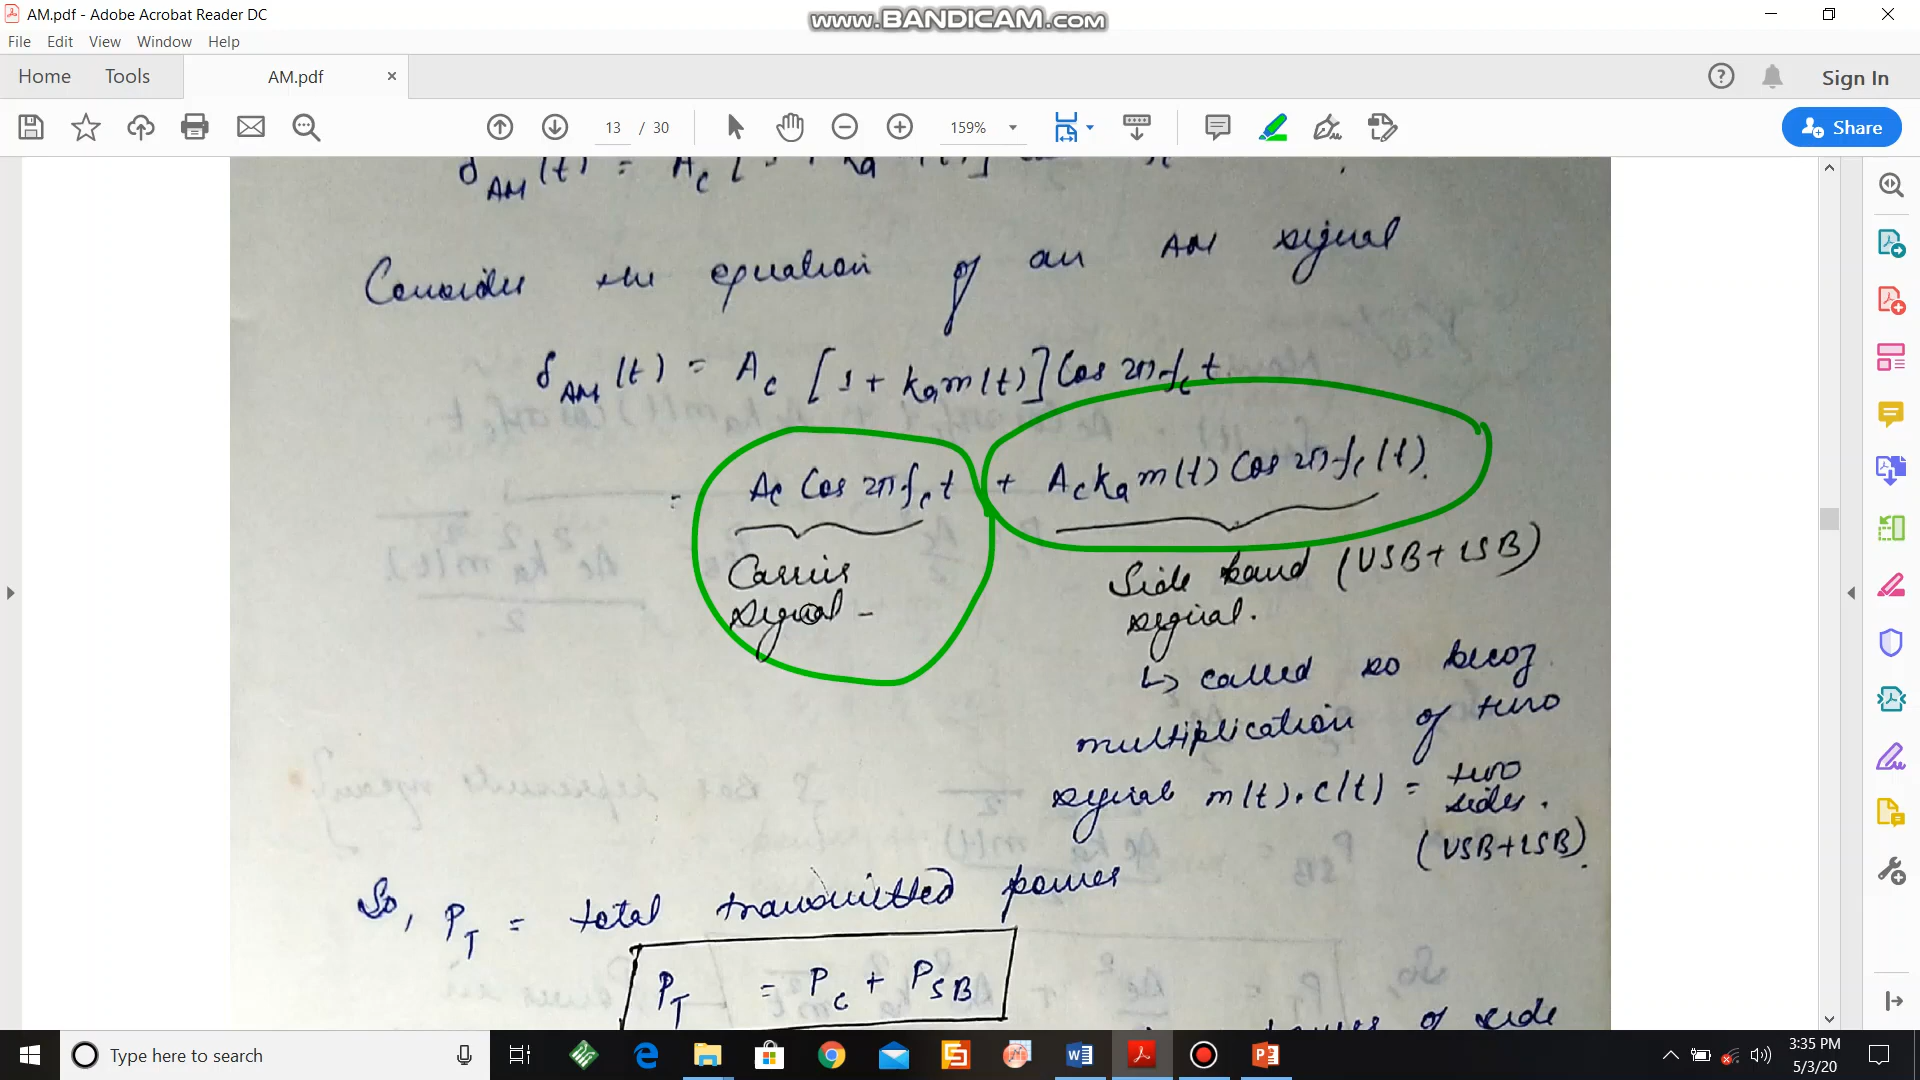 AM.pdf - Adobe Acrobat Reader DC
www.BANDICAM.com
File Edit View Window Help
Home Tools AM.pdf × Sign In
13 / 30 159% Share
Consider the equation of an AM signal
δ_AM(t) = A_c [1 + k_a m(t)] Cos 2πf_c t
= A_c Cos 2πf_c t + A_c k_a m(t) Cos 2πf_c(t).
Carrier signal -
Side band (USB + LSB) signal.
↳ called so becoz
multiplication of two
signal m(t). c(t) = two sides.
(USB+LSB).
So, P_T = total transmitted power
P_T = P_C + P_SB
of side
Type here to search
3:35 PM
5/3/20